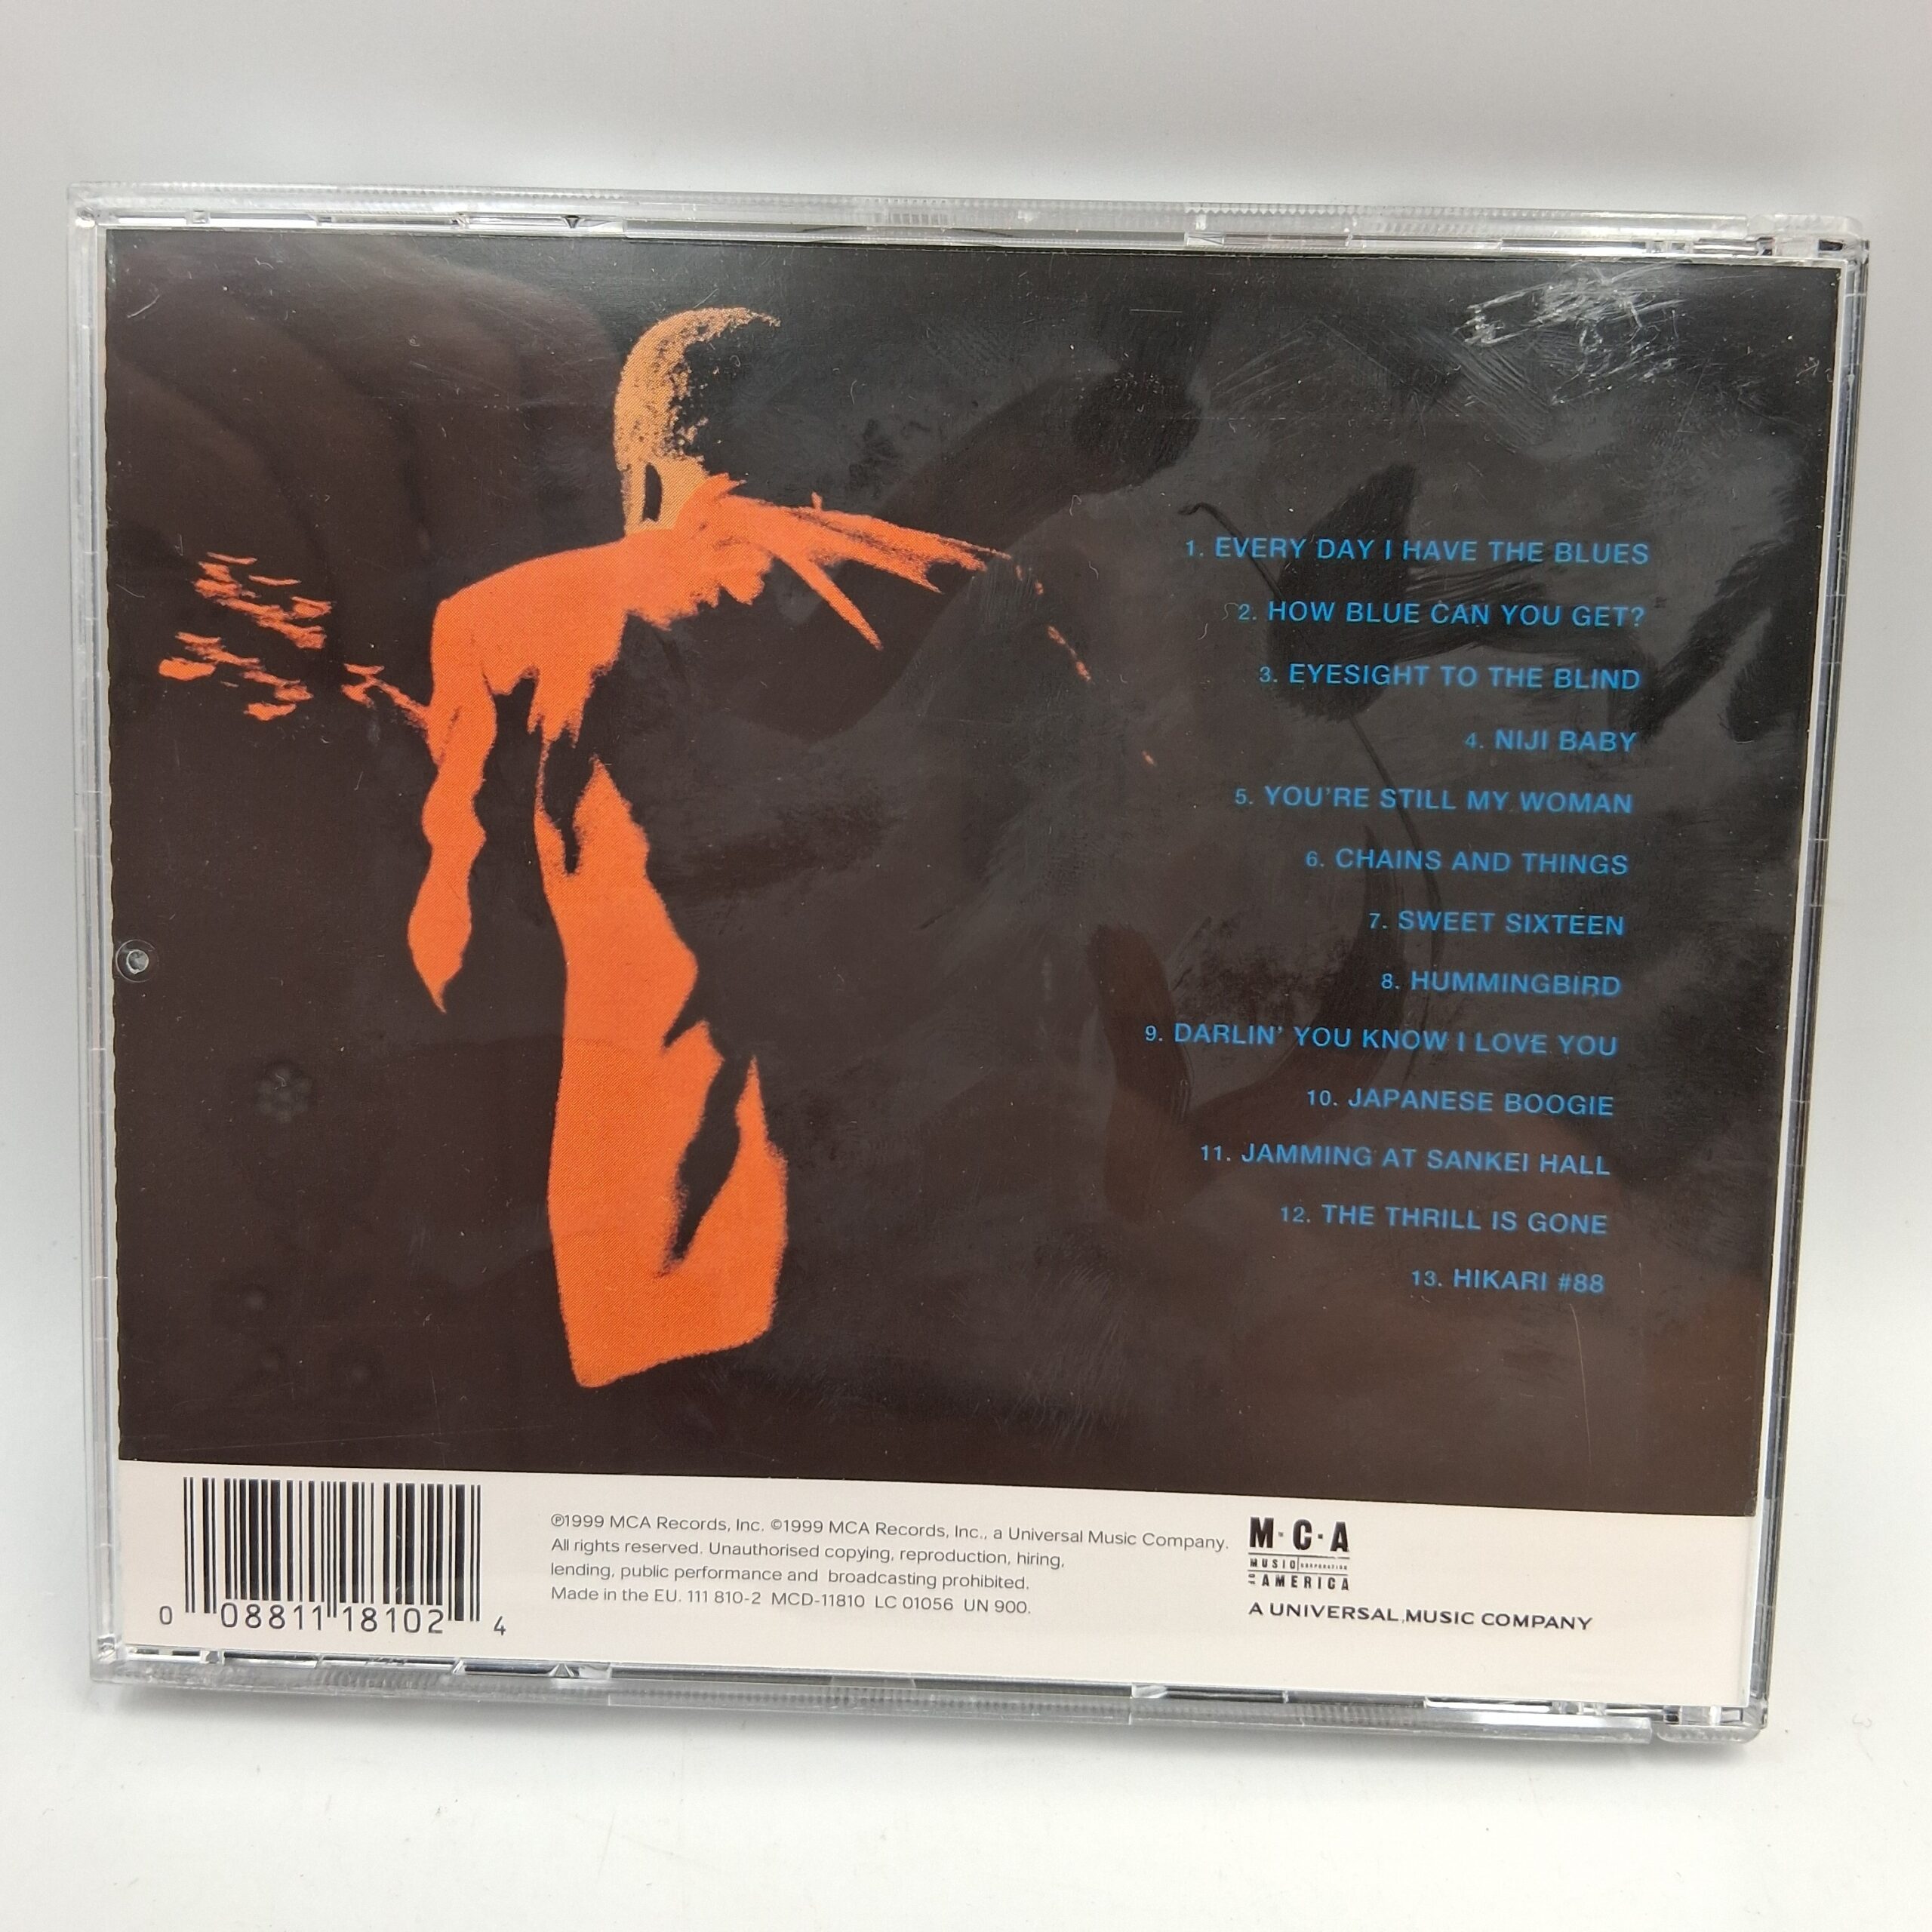 1. EVERY DAY I HAVE THE BLUES
2. HOW BLUE CAN YOU GET?
3. EYESIGHT TO THE BLIND
4. NIJI BABY
5. YOU'RE STILL MY WOMAN
6. CHAINS AND THINGS
7. SWEET SIXTEEN
8. HUMMINGBIRD
9. DARLIN' YOU KNOW I LOVE YOU
10. JAPANESE BOOGIE
11. JAMMING AT SANKEI HALL
12. THE THRILL IS GONE
13. HIKARI #88
0 08811 18102 4
℗1999 MCA Records, Inc. ©1999 MCA Records, Inc., a Universal Music Company.
All rights reserved. Unauthorised copying, reproduction, hiring,
lending, public performance and broadcasting prohibited.
Made in the EU. 111 810-2 MCD-11810 LC 01056 UN 900.
M·C·A
MUSIC CORPORATION
OF AMERICA
A UNIVERSAL MUSIC COMPANY